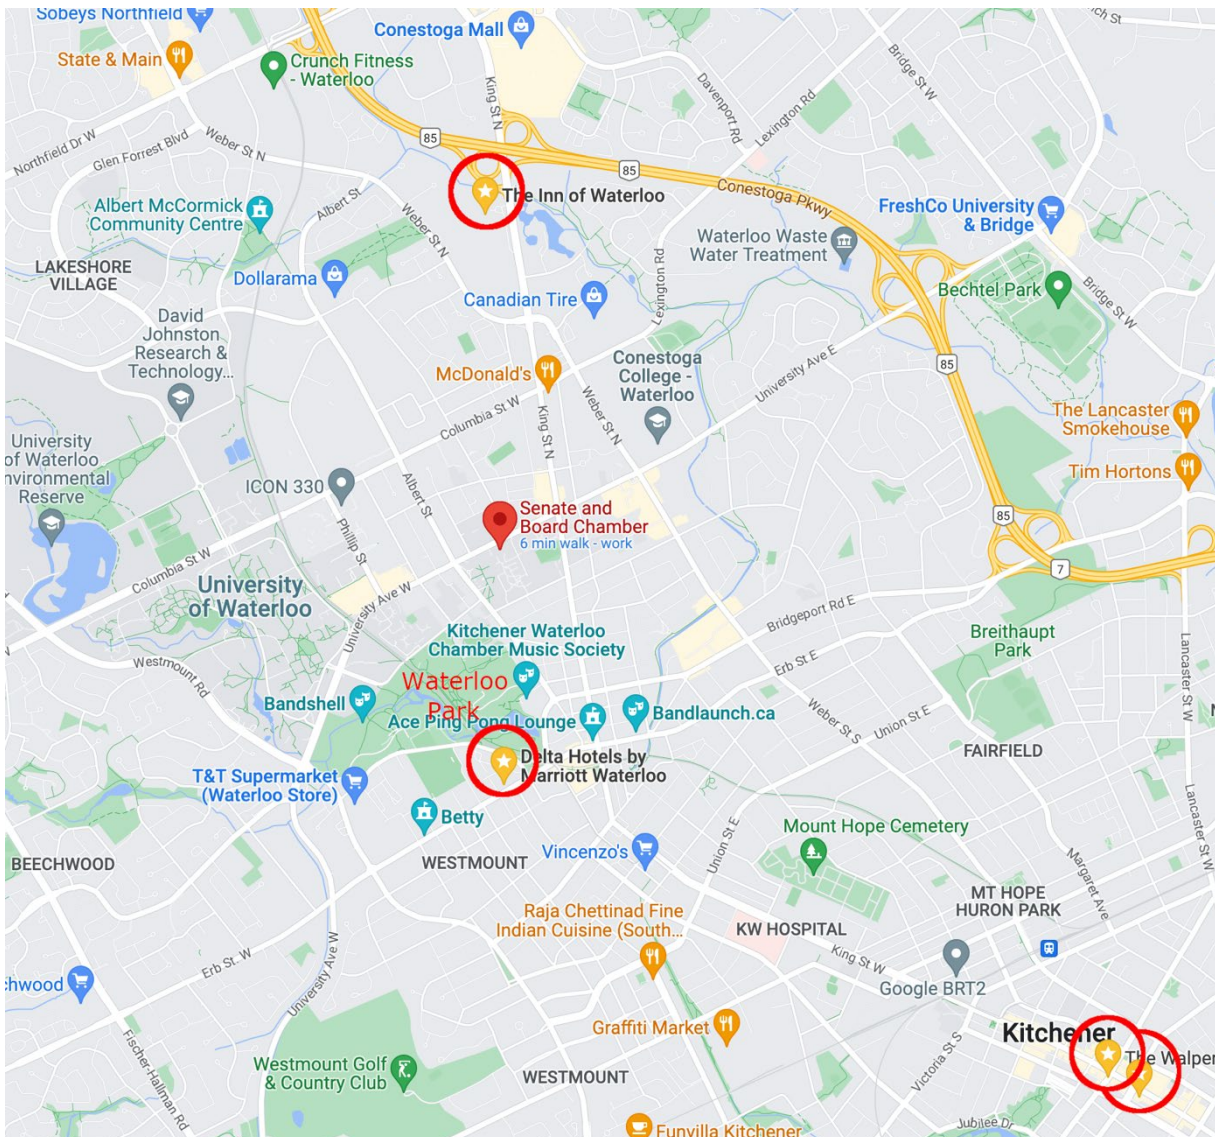 Sobeys Northfield
State & Main
Crunch Fitness
- Waterloo
Conestoga Mall
King St N
Davenport Rd
Lexington Rd
Bridge St W
Northfield Dr W
Glen Forrest Blvd
Weber St N
85
85
Conestoga Pkwy
The Inn of Waterloo
Albert McCormick
Community Centre
Albert St
Weber St N
FreshCo University
& Bridge
Waterloo Waste
Water Treatment
LAKESHORE
VILLAGE
Dollarama
Canadian Tire
Lexington Rd
Bechtel Park
Bridge St W
David
Johnston
Research &
Technology...
McDonald's
Conestoga
College -
Waterloo
University Ave E
85
Columbia St W
King St N
Weber St N
The Lancaster
Smokehouse
University
of Waterloo
nvironmental
Reserve
ICON 330
Albert St
Tim Hortons
Senate and
Board Chamber
6 min walk - work
85
Phillip St
Columbia St W
7
University
of Waterloo
University Ave W
Bridgeport Rd E
Kitchener Waterloo
Chamber Music Society
Breithaupt
Park
Lancaster St W
Westmount Rd
Erb St E
Waterloo
Park
Bandshell
Ace Ping Pong Lounge
Bandlaunch.ca
Weber St S
Union St E
FAIRFIELD
Delta Hotels by
Marriott Waterloo
T&T Supermarket
(Waterloo Store)
Lancaster St W
Betty
Union St E
Mount Hope Cemetery
BEECHWOOD
WESTMOUNT
Vincenzo's
Margaret Ave
MT HOPE
HURON PARK
Raja Chettinad Fine
Indian Cuisine (South...
KW HOSPITAL
King St W
Erb St W
University Ave W
chwood
Google BRT2
Graffiti Market
Kitchener
Victoria St S
The Walper
Fischer-Hallman Rd
Westmount Golf
& Country Club
WESTMOUNT
Jubilee Dr
Funvilla Kitchener